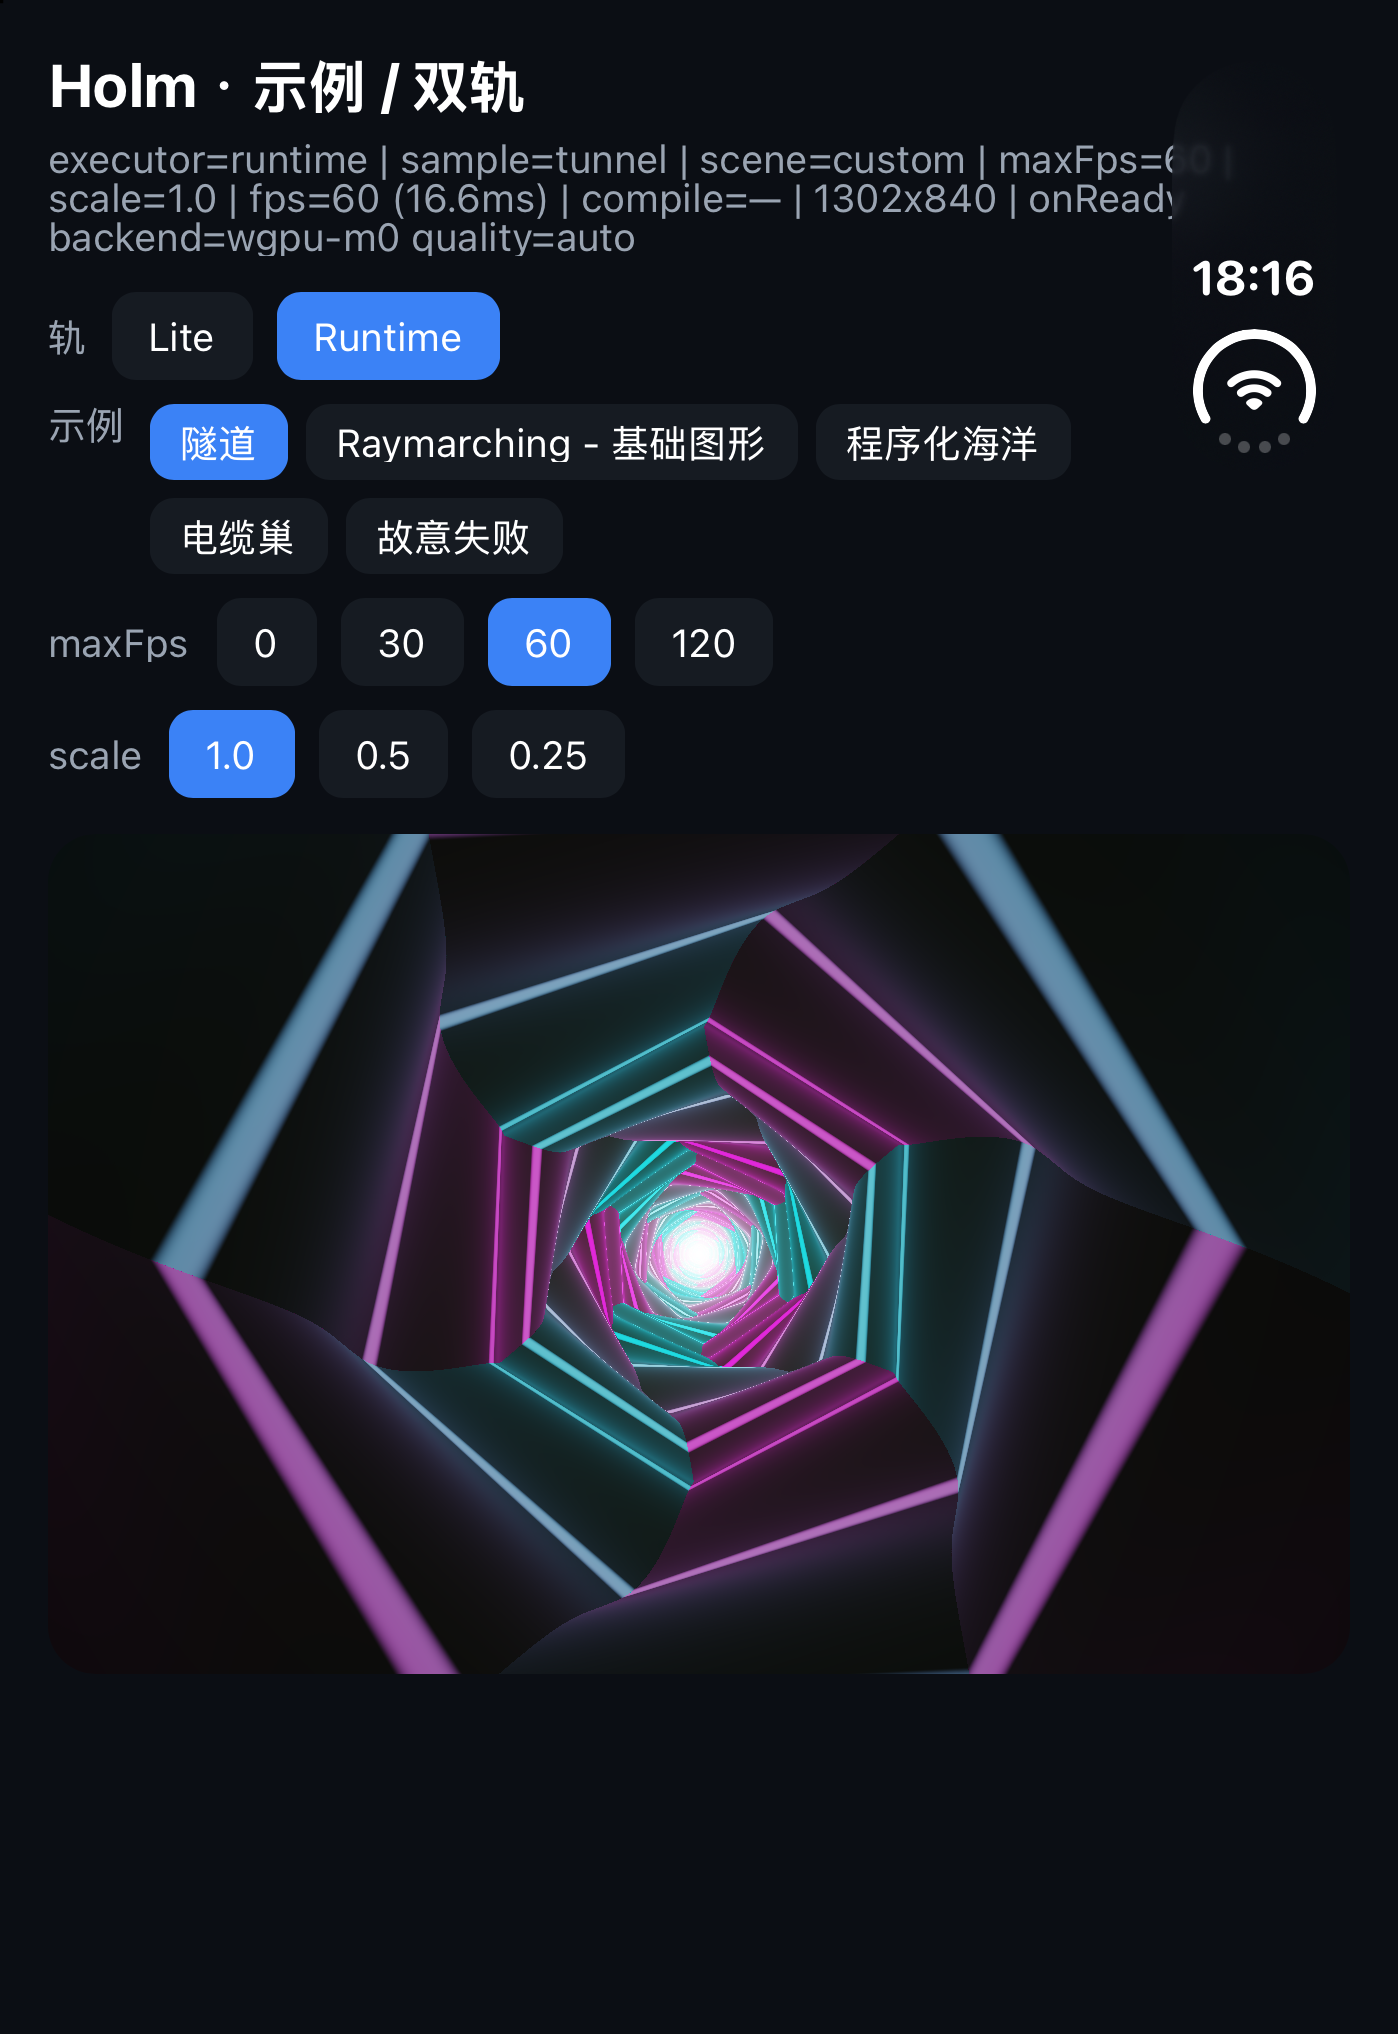 Holm · 示例 / 双轨
executor=runtime | sample=tunnel | scene=custom | maxFps=60 |
scale=1.0 | fps=60 (16.6ms) | compile=— | 1302x840 | onReady
backend=wgpu-m0 quality=auto
18:16
轨 Lite Runtime
示例 隧道 Raymarching - 基础图形 程序化海洋
电缆巢 故意失败
maxFps 0 30 60 120
scale 1.0 0.5 0.25